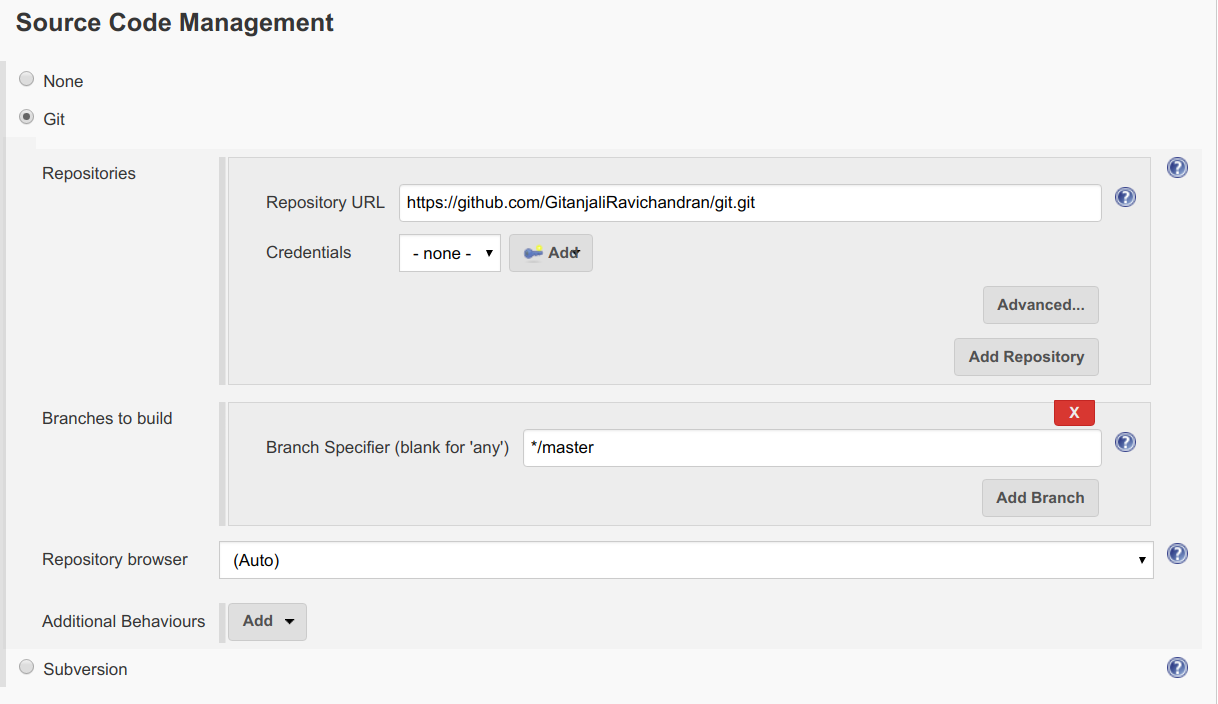 Source Code Management
None
Git
Repositories
Repository URL https://github.com/GitanjaliRavichandran/git.git
Credentials - none - Add
Advanced...
Add Repository
Branches to build
X
Branch Specifier (blank for 'any') */master
Add Branch
Repository browser (Auto)
Additional Behaviours Add
Subversion